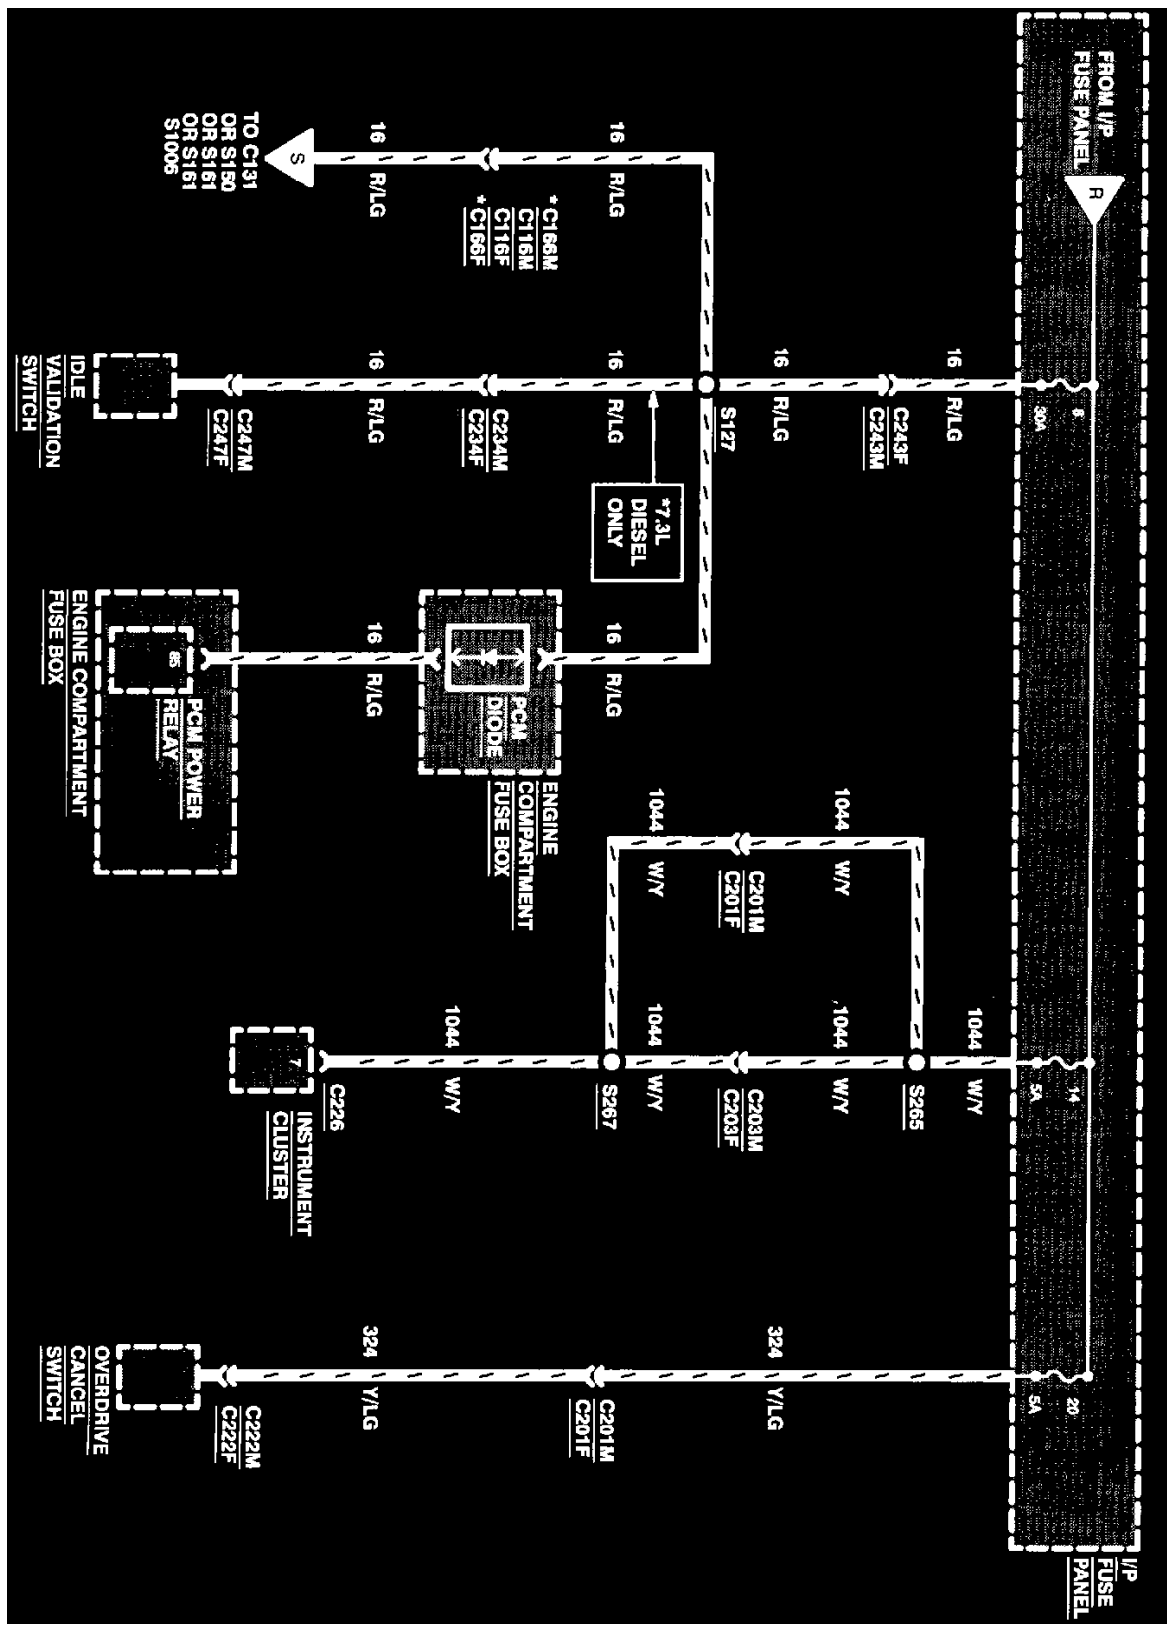 FROM I/P
FUSE PANEL
R
I/P
FUSE
PANEL
6
30A
14
5A
20
5A
16
R/LG
C243F
C243M
16
R/LG
S127
16
R/LG
* C166M
C116M
C116F
* C166F
16
R/LG
S
TO C131
OR S150
OR S151
OR S161
S1006
16
R/LG
C234M
C234F
16
R/LG
C247M
C247F
IDLE
VALIDATION
SWITCH
*7.3L
DIESEL
ONLY
16
R/LG
PCM
DIODE
ENGINE
COMPARTMENT
FUSE BOX
16
R/LG
85
PCM POWER
RELAY
ENGINE COMPARTMENT
FUSE BOX
1044
W/Y
S265
1044
W/Y
C201M
C201F
1044
W/Y
1044
W/Y
C203M
C203F
1044
W/Y
S267
1044
W/Y
C226
7
INSTRUMENT
CLUSTER
324
Y/LG
C201M
C201F
324
Y/LG
C222M
C222F
OVERDRIVE
CANCEL
SWITCH